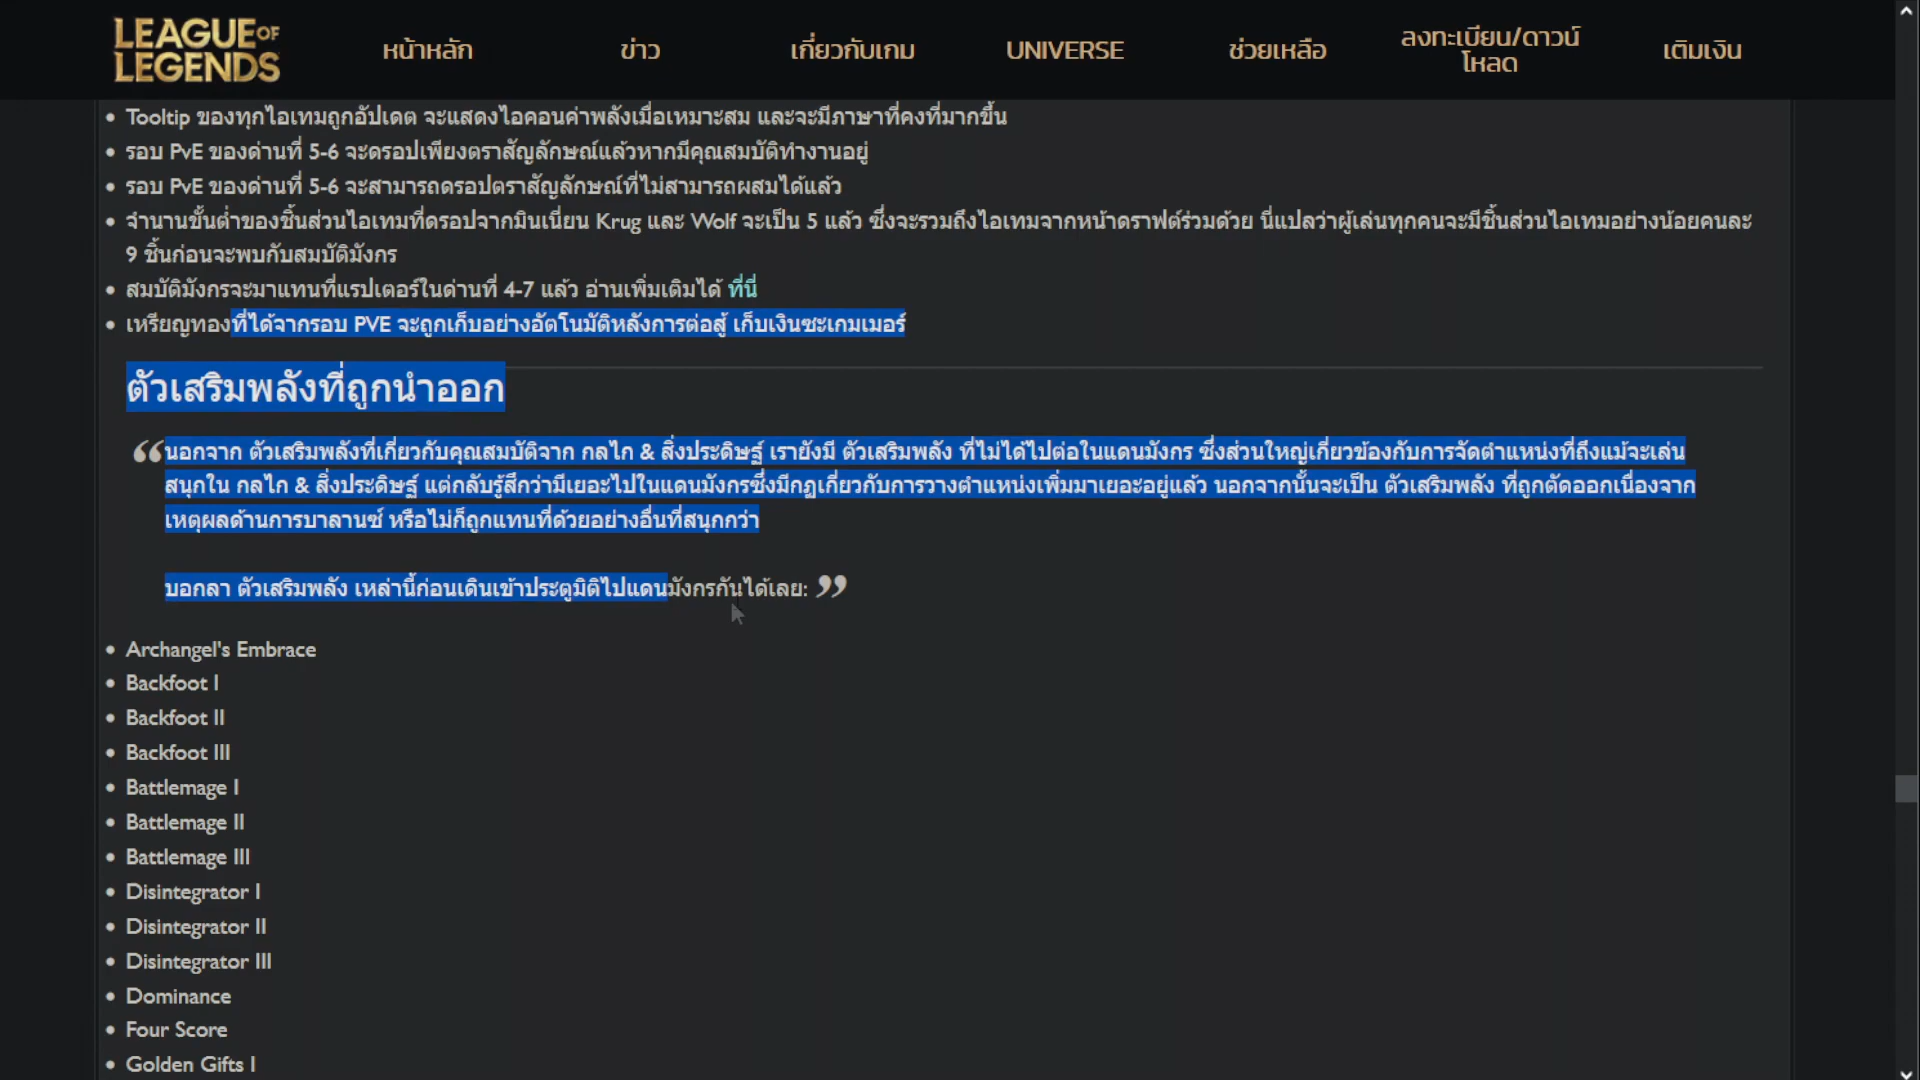 LEAGUE OF LEGENDS
หน้าหลัก ข่าว เกี่ยวกับเกม UNIVERSE ช่วยเหลือ ลงทะเบียน/ดาวน์โหลด เติมเงิน
Tooltip ของทุกไอเทมถูกอัปเดต จะแสดงไอคอนค่าพลังเมื่อเหมาะสม และจะมีภาษาที่คงที่มากขึ้น
รอบ PvE ของด่านที่ 5-6 จะดรอปเพียงตราสัญลักษณ์แล้วหากมีคุณสมบัติทำงานอยู่
รอบ PvE ของด่านที่ 5-6 จะสามารถดรอปตราสัญลักษณ์ที่ไม่สามารถผสมได้แล้ว
จำนานขั้นต่ำของชิ้นส่วนไอเทมที่ดรอปจากมินเนี่ยน Krug และ Wolf จะเป็น 5 แล้ว ซึ่งจะรวมถึงไอเทมจากหน้าดราฟต์ร่วมด้วย นี่แปลว่าผู้เล่นทุกคนจะมีชิ้นส่วนไอเทมอย่างน้อยคนละ
9 ชิ้นก่อนจะพบกับสมบัติมังกร
สมบัติมังกรจะมาแทนที่แรปเตอร์ในด่านที่ 4-7 แล้ว อ่านเพิ่มเติมได้ ที่นี่
เหรียญทองที่ได้จากรอบ PVE จะถูกเก็บอย่างอัตโนมัติหลังการต่อสู้ เก็บเงินซะเกมเมอร์
ตัวเสริมพลังที่ถูกนำออก
“นอกจาก ตัวเสริมพลังที่เกี่ยวกับคุณสมบัติจาก กลไก & สิ่งประดิษฐ์ เรายังมี ตัวเสริมพลัง ที่ไม่ได้ไปต่อในแดนมังกร ซึ่งส่วนใหญ่เกี่ยวข้องกับการจัดตำแหน่งที่ถึงแม้จะเล่น
สนุกใน กลไก & สิ่งประดิษฐ์ แต่กลับรู้สึกว่ามีเยอะไปในแดนมังกรซึ่งมีกฎเกี่ยวกับการวางตำแหน่งเพิ่มมาเยอะอยู่แล้ว นอกจากนั้นจะเป็น ตัวเสริมพลัง ที่ถูกตัดออกเนื่องจาก
เหตุผลด้านการบาลานซ์ หรือไม่ก็ถูกแทนที่ด้วยอย่างอื่นที่สนุกกว่า
บอกลา ตัวเสริมพลัง เหล่านี้ก่อนเดินเข้าประตูมิติไปแดนมังกรกันได้เลย: ”
Archangel's Embrace
Backfoot I
Backfoot II
Backfoot III
Battlemage I
Battlemage II
Battlemage III
Disintegrator I
Disintegrator II
Disintegrator III
Dominance
Four Score
Golden Gifts I